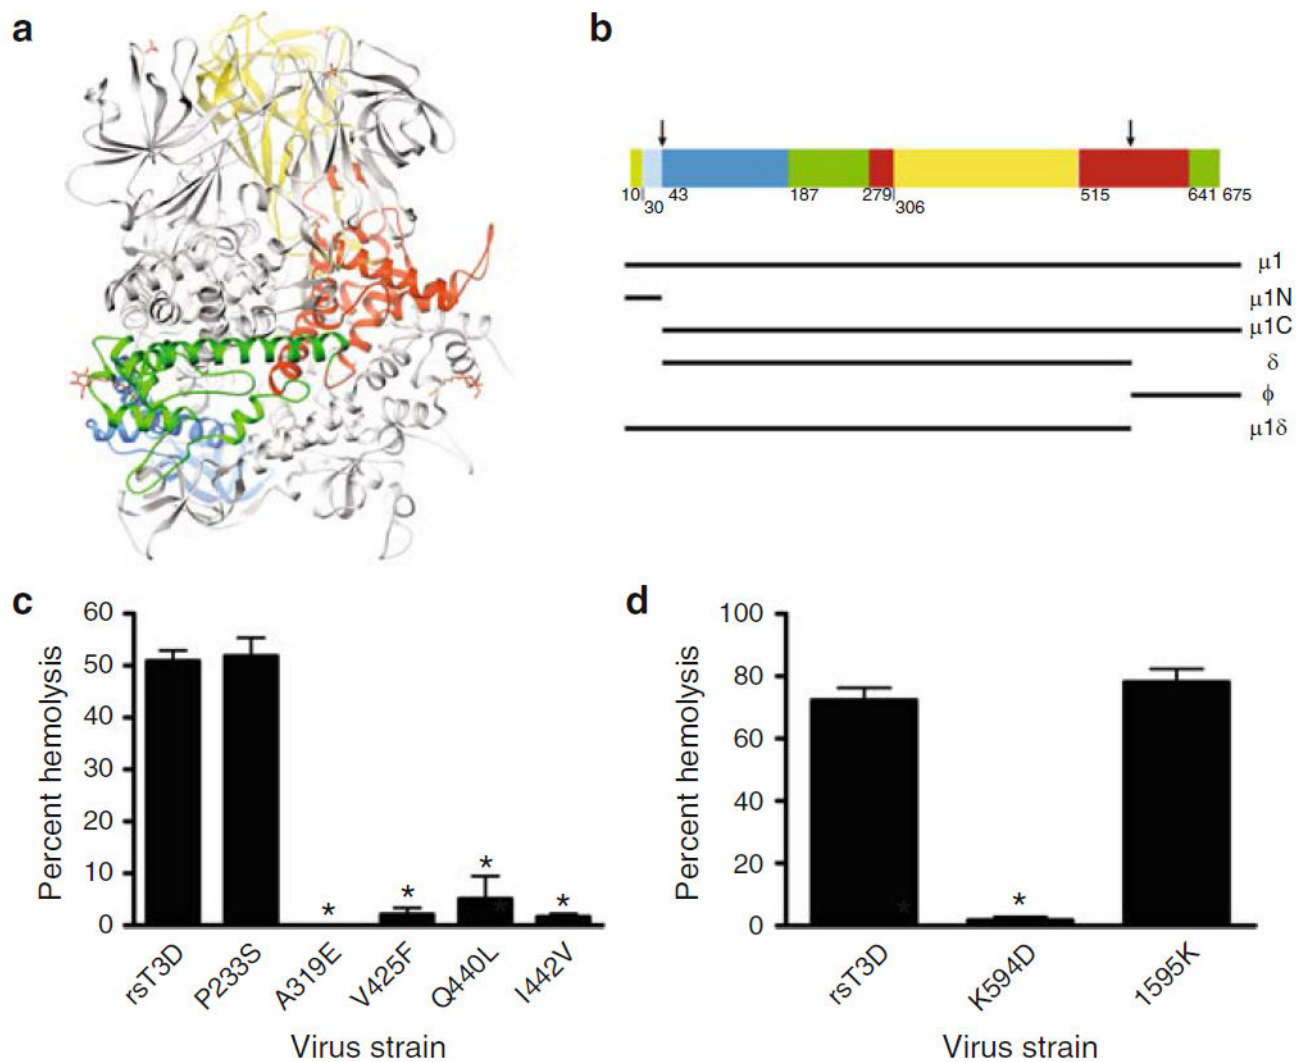 a
b
10 30 43 187 279 306 515 641 675
μ1
μ1N
μ1C
δ
ϕ
μ1δ
c
60
50
40
30
20
10
0
Percent hemolysis
* * * *
rsT3D P233S A319E V425F Q440L I442V
Virus strain
d
100
80
60
40
20
0
Percent hemolysis
*
rsT3D K594D 1595K
Virus strain